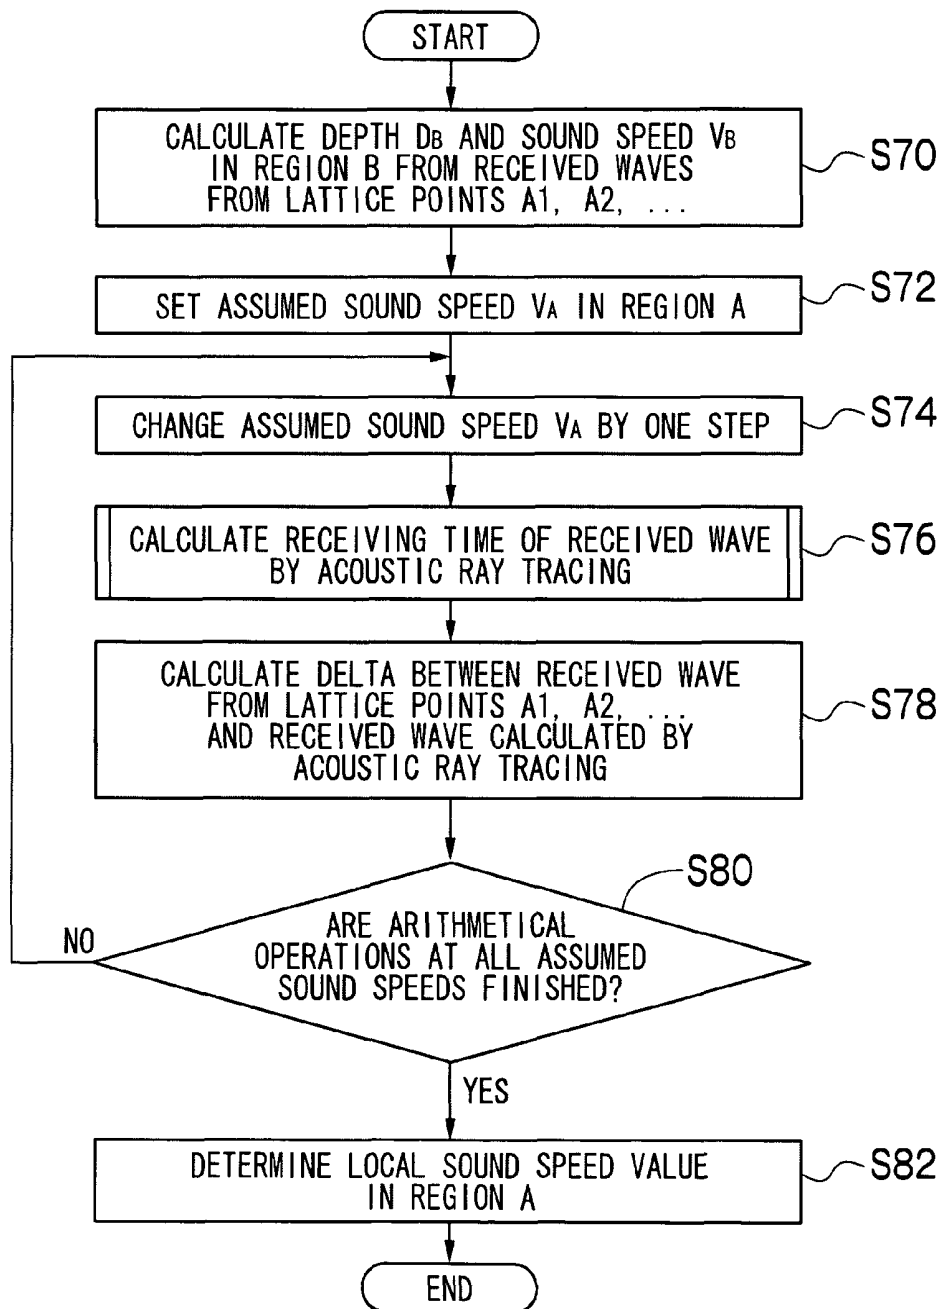 START
CALCULATE DEPTH DB AND SOUND SPEED VB
IN REGION B FROM RECEIVED WAVES
FROM LATTICE POINTS A1, A2, ...
S70
SET ASSUMED SOUND SPEED VA IN REGION A
S72
CHANGE ASSUMED SOUND SPEED VA BY ONE STEP
S74
CALCULATE RECEIVING TIME OF RECEIVED WAVE
BY ACOUSTIC RAY TRACING
S76
CALCULATE DELTA BETWEEN RECEIVED WAVE
FROM LATTICE POINTS A1, A2, ...
AND RECEIVED WAVE CALCULATED BY
ACOUSTIC RAY TRACING
S78
S80
ARE ARITHMETICAL
OPERATIONS AT ALL ASSUMED
SOUND SPEEDS FINISHED?
NO
YES
DETERMINE LOCAL SOUND SPEED VALUE
IN REGION A
S82
END